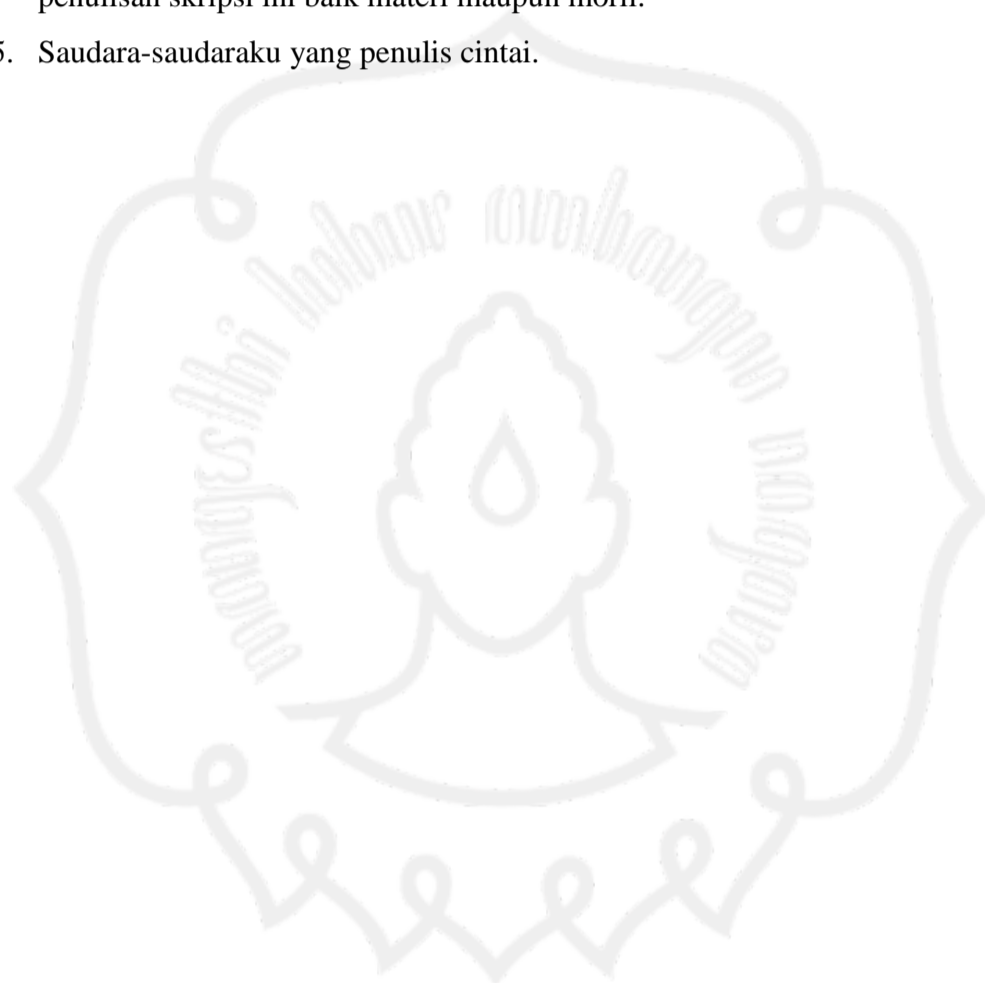 penulisan skripsi ini baik materi maupun moril.
5. Saudara-saudaraku yang penulis cintai.